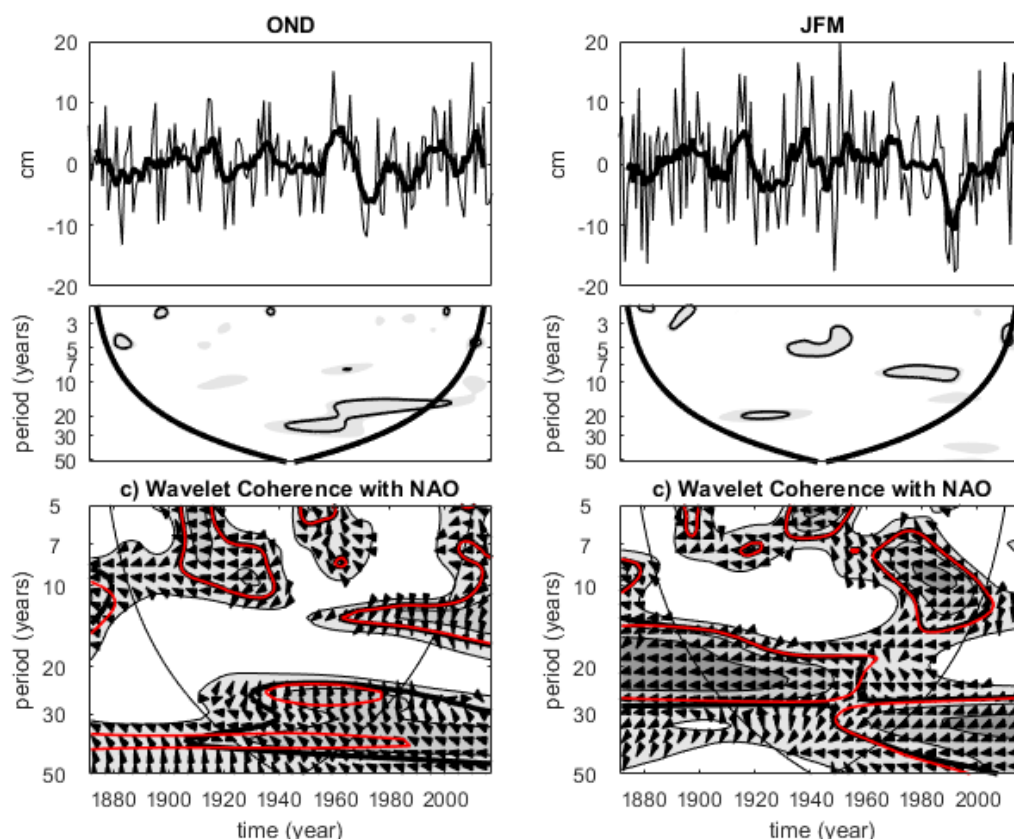 OND
JFM
20
10
0
-10
-20
cm
20
10
0
-10
-20
cm
3
5
7
10
20
30
50
period (years)
3
5
7
10
20
30
50
period (years)
c) Wavelet Coherence with NAO
c) Wavelet Coherence with NAO
5
7
10
20
30
50
period (years)
5
7
10
20
30
50
period (years)
1880 1900 1920 1940 1960 1980 2000
1880 1900 1920 1940 1960 1980 2000
time (year)
time (year)